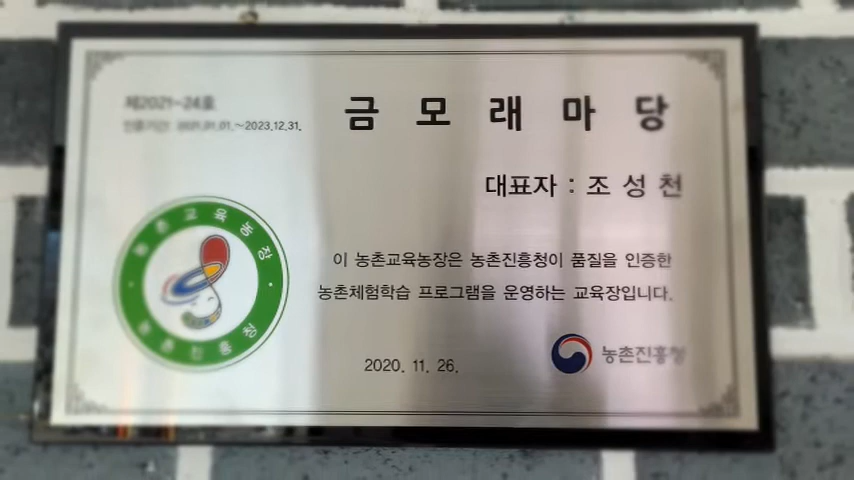 제2021-24호
인증기간: 2021.01.01.~2023.12.31.
금모래마당
대표자 : 조성천
농촌교육농장
농촌진흥청
이 농촌교육농장은 농촌진흥청이 품질을 인증한
농촌체험학습 프로그램을 운영하는 교육장입니다.
2020. 11. 26.
농촌진흥청